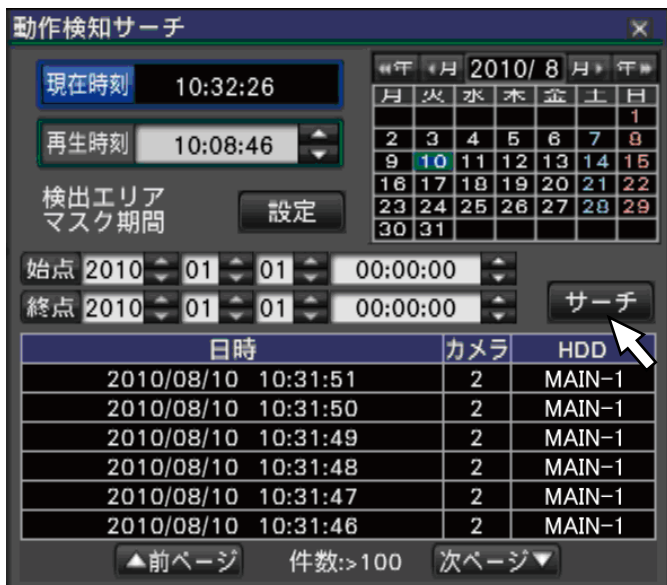 動作検知サーチ
現在時刻 10:32:26
再生時刻 10:08:46
検出エリア
マスク期間
設定
年 月 2010/ 8 月 年
月 火 水 木 金 土 日
1
2 3 4 5 6 7 8
9 10 11 12 13 14 15
16 17 18 19 20 21 22
23 24 25 26 27 28 29
30 31
始点 2010 01 01 00:00:00
終点 2010 01 01 00:00:00
サーチ
日時 カメラ HDD
2010/08/10 10:31:51 2 MAIN-1
2010/08/10 10:31:50 2 MAIN-1
2010/08/10 10:31:49 2 MAIN-1
2010/08/10 10:31:48 2 MAIN-1
2010/08/10 10:31:47 2 MAIN-1
2010/08/10 10:31:46 2 MAIN-1
▲前ページ 件数:>100 次ページ▼